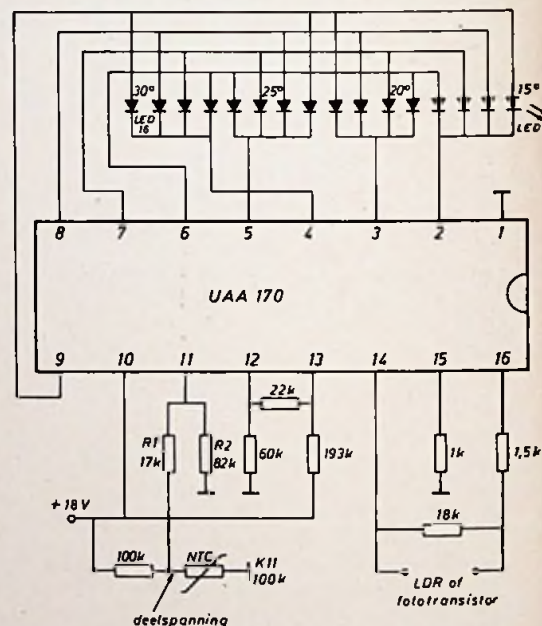 30° 25° 20° 15°
LED 16
LED
8 7 6 5 4 3 2 1
UAA 170
9 10 11 12 13 14 15 16
22k
R1 17k
R2 82k
60k
193k
1k
1,5k
+18V
18k
100k
NTC
K11 100k
LDR of
fototransistor
deelspanning